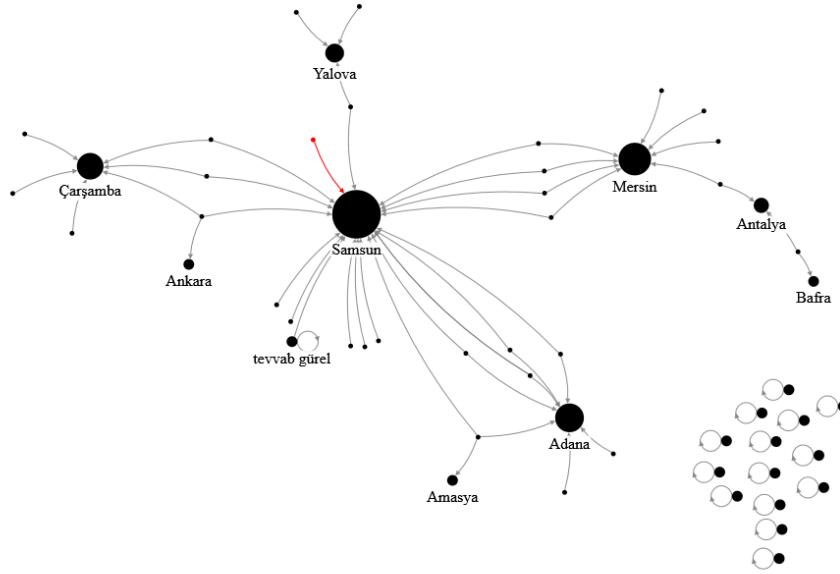 Yalova
Çarşamba
Mersin
Samsun
Antalya
Ankara
Bafra
tevvab gürel
Adana
Amasya